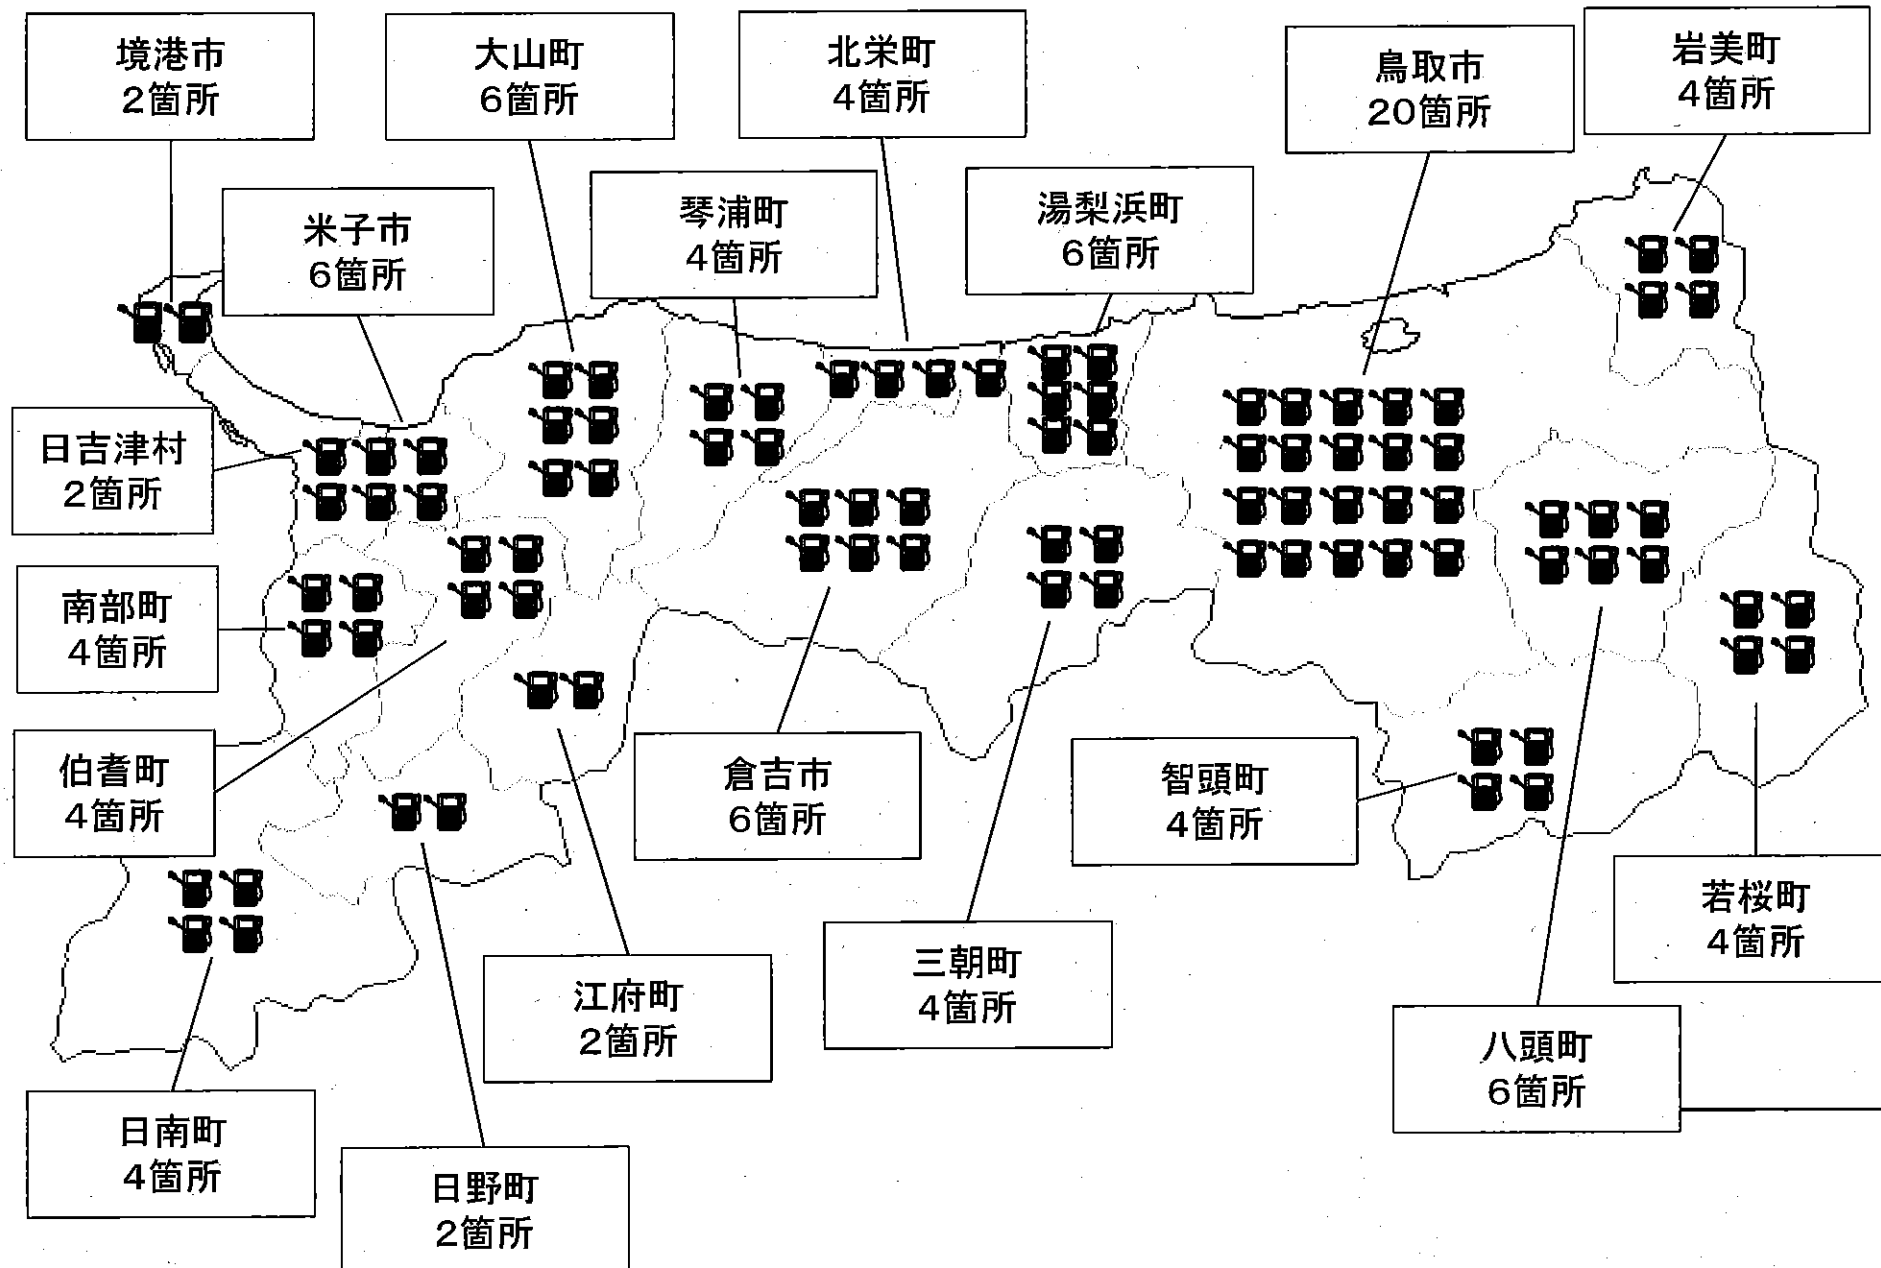 境港市
2箇所
大山町
6箇所
北栄町
4箇所
鳥取市
20箇所
岩美町
4箇所
米子市
6箇所
琴浦町
4箇所
湯梨浜町
6箇所
日吉津村
2箇所
南部町
4箇所
伯耆町
4箇所
倉吉市
6箇所
智頭町
4箇所
若桜町
4箇所
三朝町
4箇所
江府町
2箇所
八頭町
6箇所
日南町
4箇所
日野町
2箇所